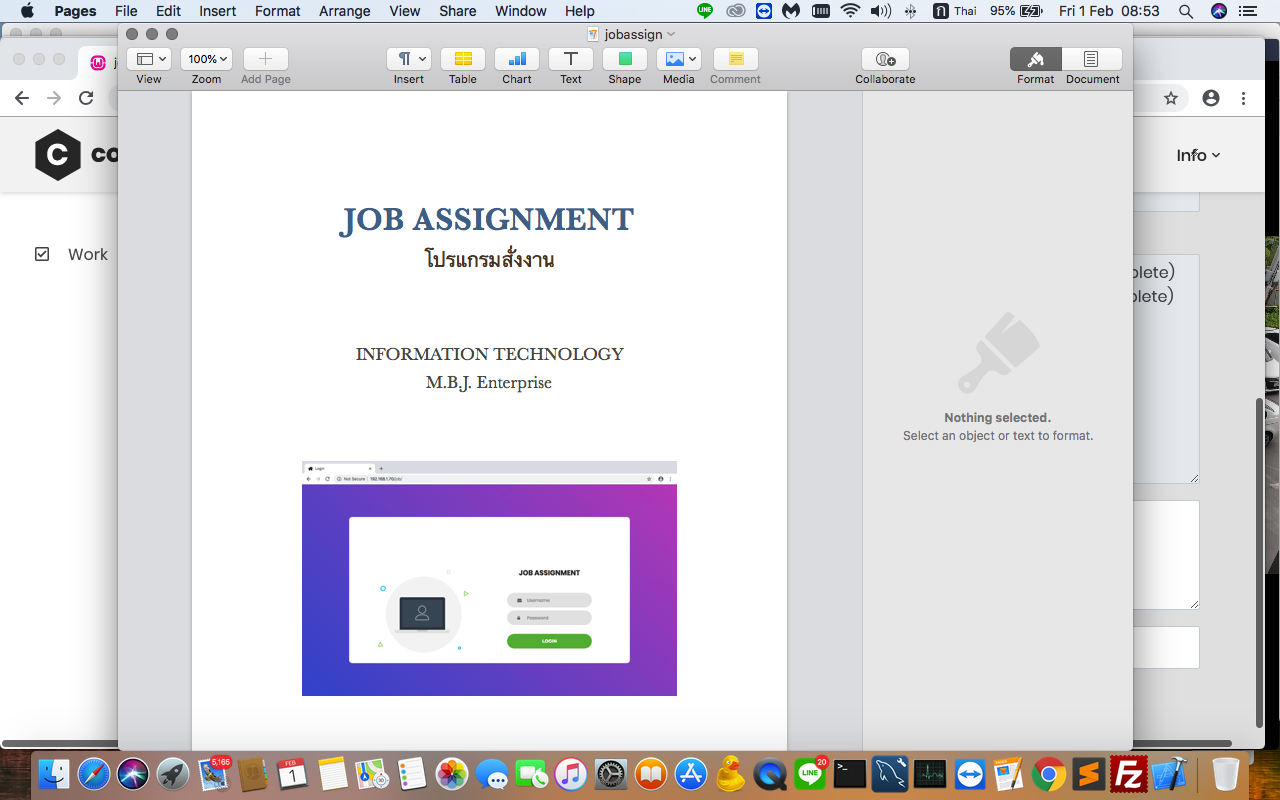 Pages File Edit Insert Format Arrange View Share Window Help
LINE Thai 95% Fri 1 Feb 08:53
jobassign
100%
View Zoom Add Page Insert Table Chart Text Shape Media Comment Collaborate Format Document
Info
Work
JOB ASSIGNMENT
โปรแกรมสั่งงาน
INFORMATION TECHNOLOGY
M.B.J. Enterprise
plete)
plete)
Nothing selected.
Select an object or text to format.
Login
Not Secure
JOB ASSIGNMENT
Username
Password
LOGIN
5,165
FEB
1
LINE
20